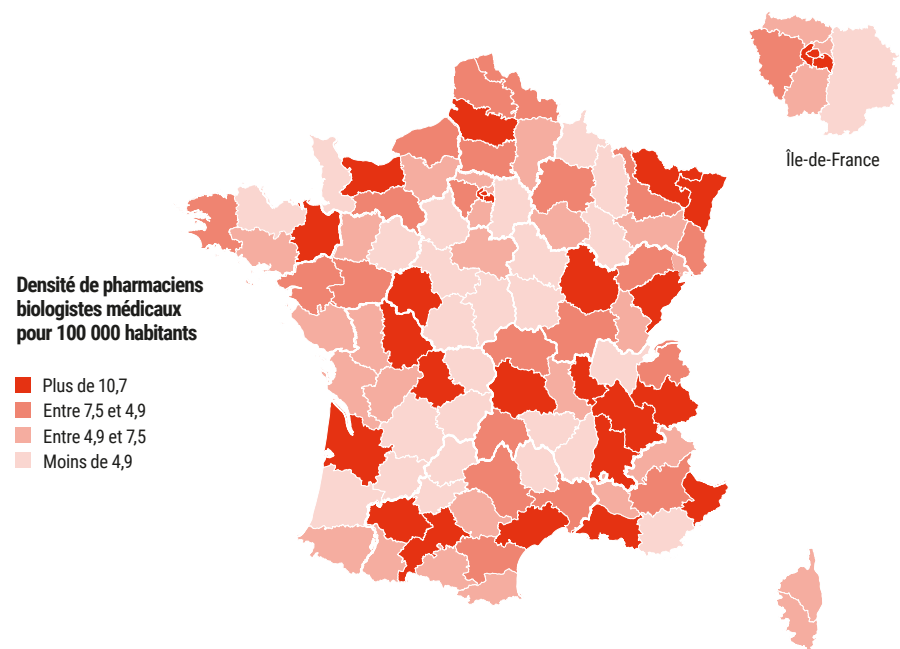 Île-de-France
Densité de pharmaciens
biologistes médicaux
pour 100 000 habitants
Plus de 10,7
Entre 7,5 et 4,9
Entre 4,9 et 7,5
Moins de 4,9